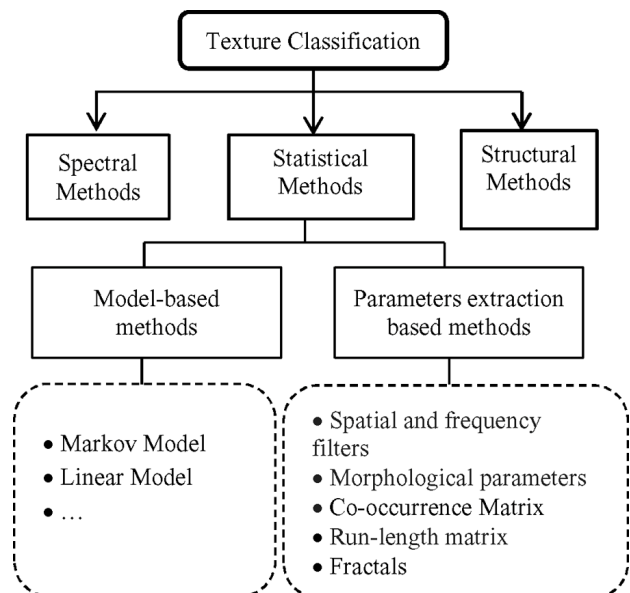 Texture Classification
Spectral
Methods
Statistical
Methods
Structural
Methods
Model-based
methods
Parameters extraction
based methods
● Markov Model
● Linear Model
● …
● Spatial and frequency
filters
● Morphological parameters
● Co-occurrence Matrix
● Run-length matrix
● Fractals